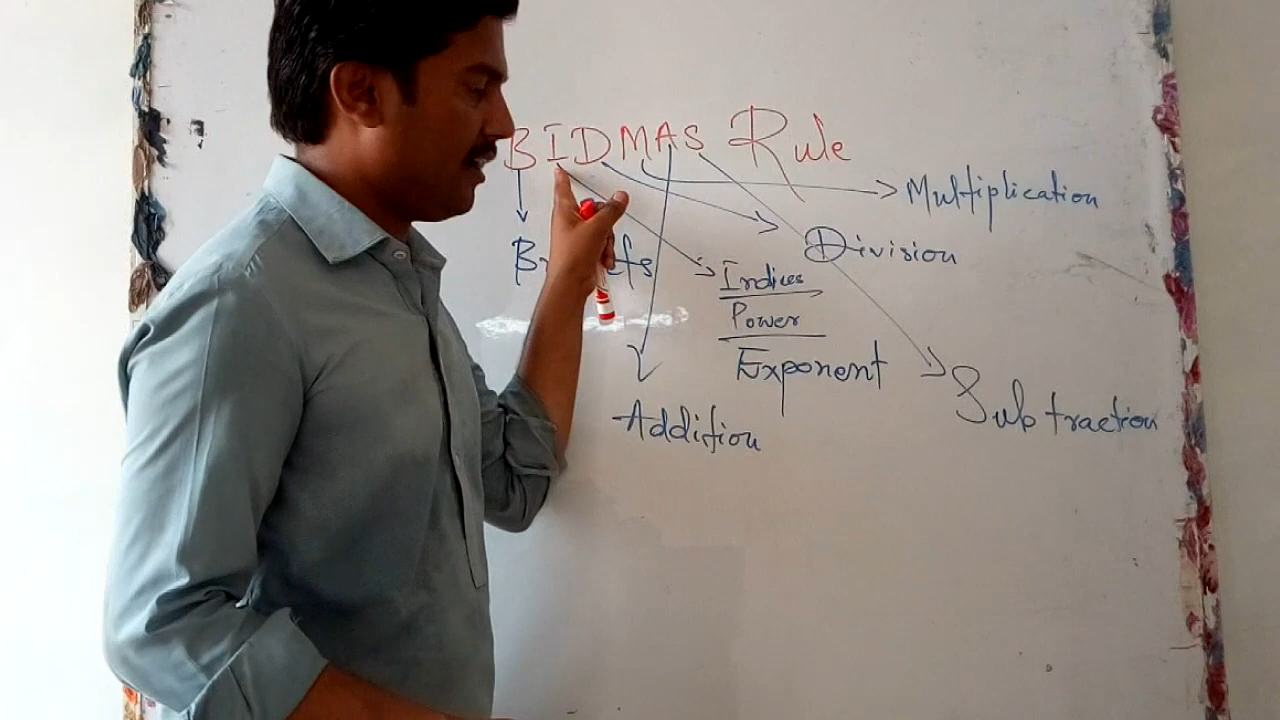 BIDMAS Rule
Multiplication
Division
Indices
Power
Exponent
Addition
Subtraction